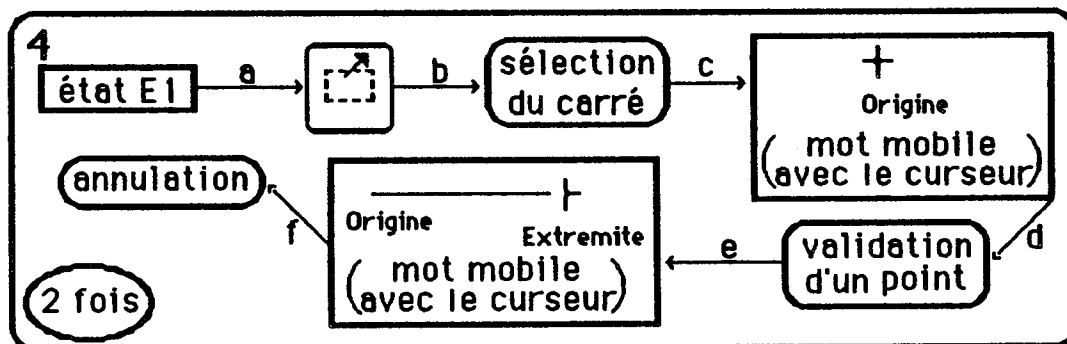 4
état E1
a
b
sélection
du carré
c
Origine
(mot mobile
avec le curseur)
d
validation
d'un point
e
Origine
Extremite
(mot mobile
avec le curseur)
f
annulation
2 fois